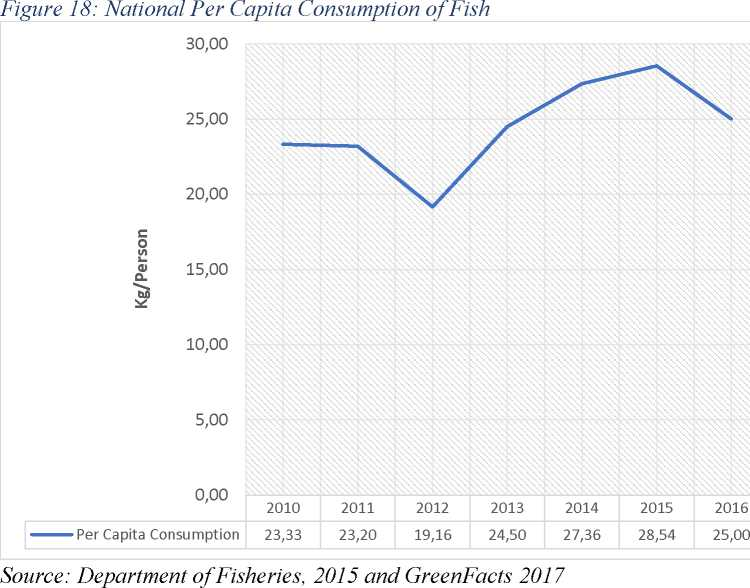 Figure 18: National Per Capita Consumption of Fish
30,00
25,00
20,00
15,00
10,00
5,00
0,00
Kg/Person
2010 2011 2012 2013 2014 2015 2016
Per Capita Consumption 23,33 23,20 19,16 24,50 27,36 28,54 25,00
Source: Department of Fisheries, 2015 and GreenFacts 2017